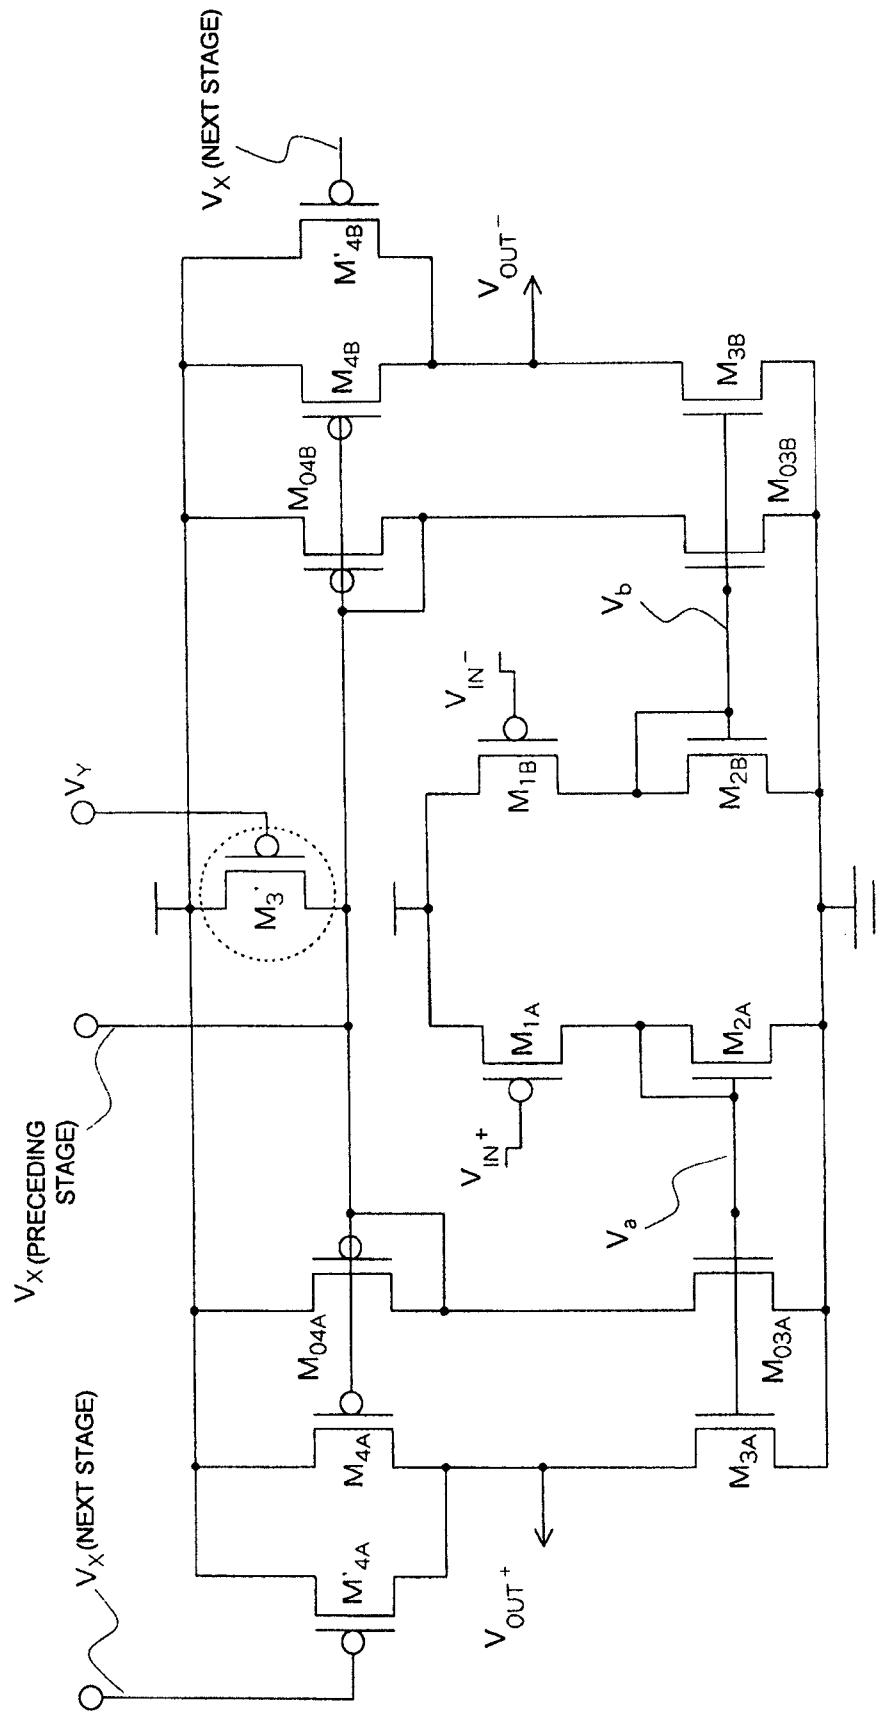 V_X (NEXT STAGE)
V_X (PRECEDING
STAGE)
V_Y
V_X (NEXT STAGE)
M'_4A
M_4A
M_04A
M'_3
M_04B
M_4B
M'_4B
V_OUT^+
V_IN^+
M_1A
M_1B
V_IN^-
V_OUT^-
V_a
V_b
M_3A
M_03A
M_2A
M_2B
M_03B
M_3B